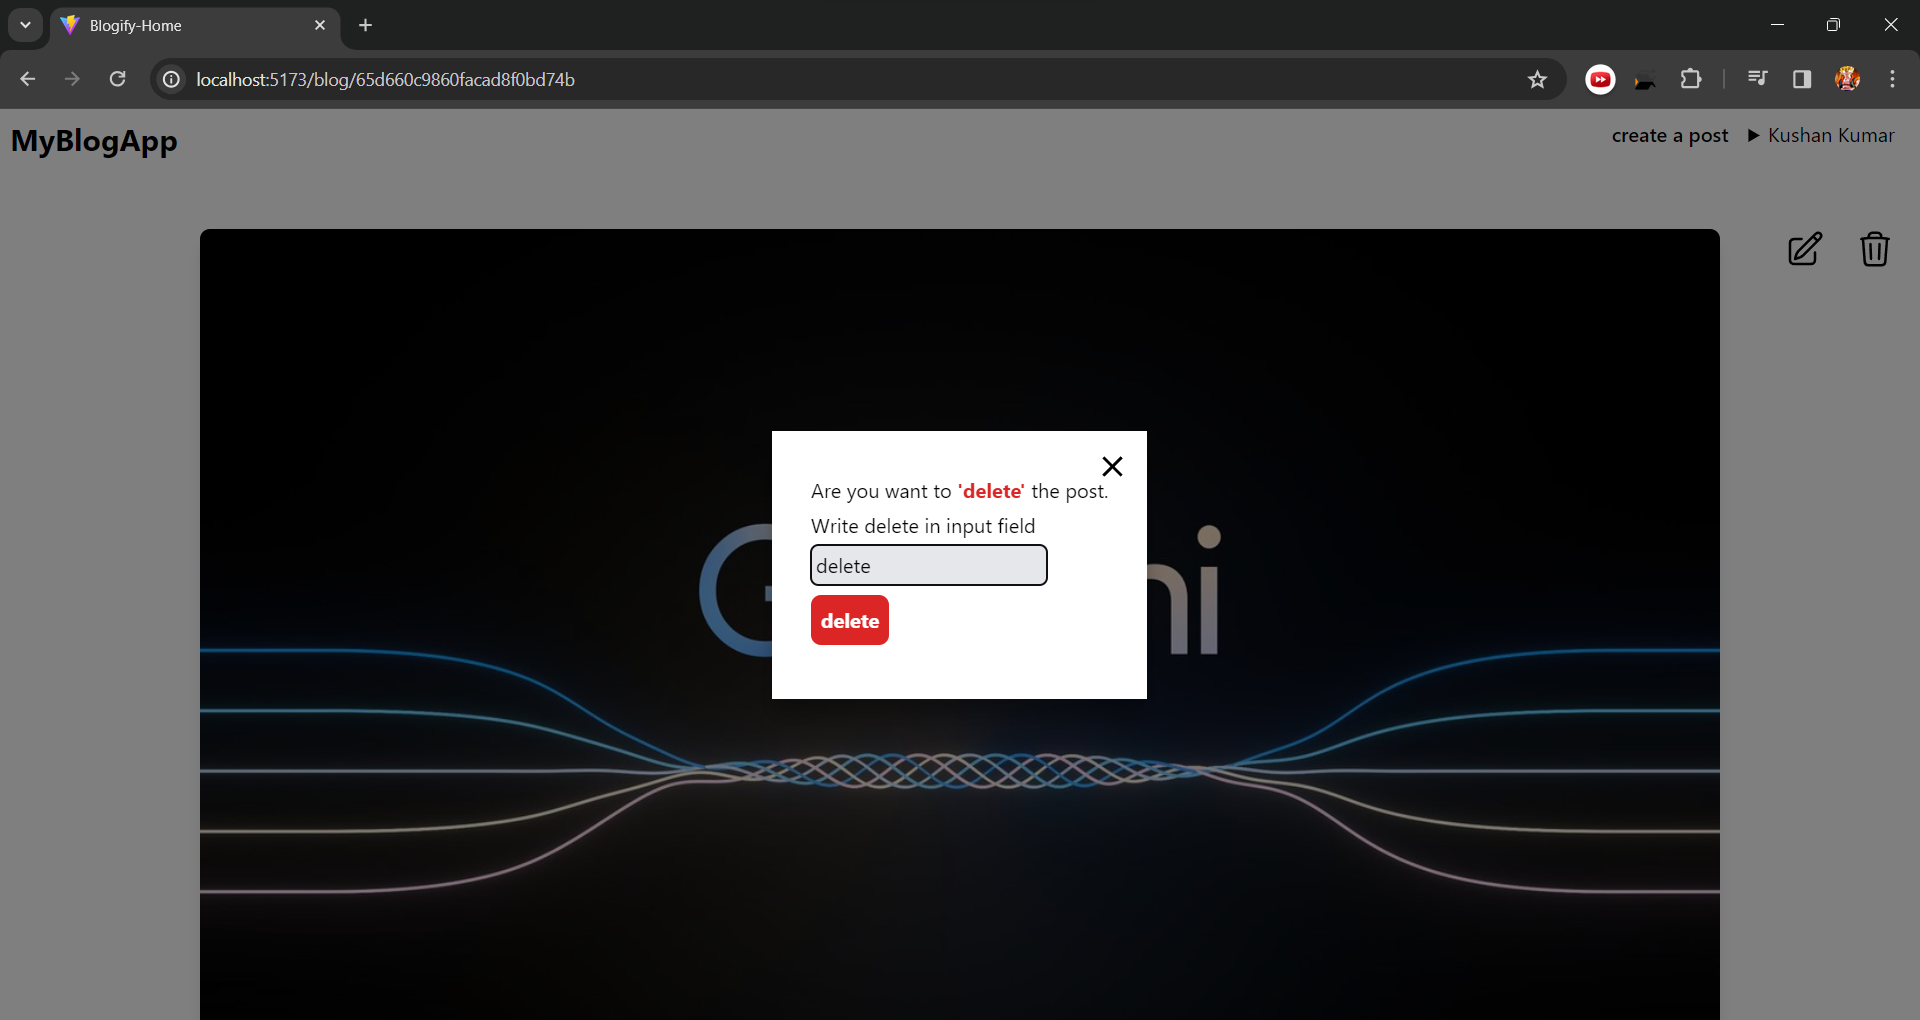 Blogify-Home
localhost:5173/blog/65d660c9860facad8f0bd74b
MyBlogApp
create a post
Kushan Kumar
Are you want to 'delete' the post.
Write delete in input field
delete
delete